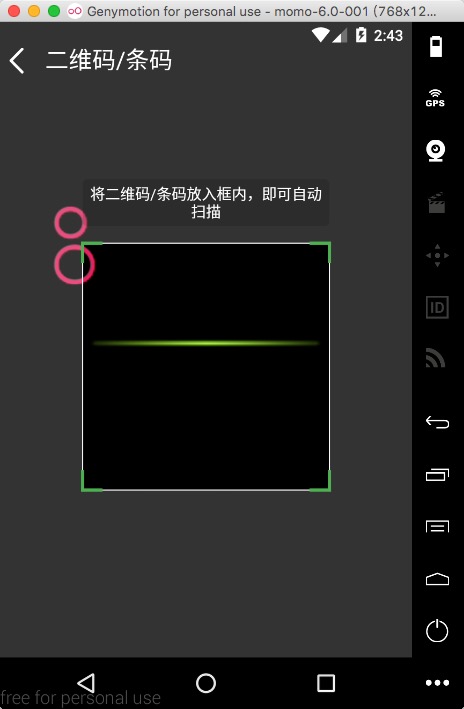 Genymotion for personal use - momo-6.0-001 (768x12...
2:43
二维码/条码
GPS
将二维码/条码放入框内，即可自动
扫描
ID
free for personal use